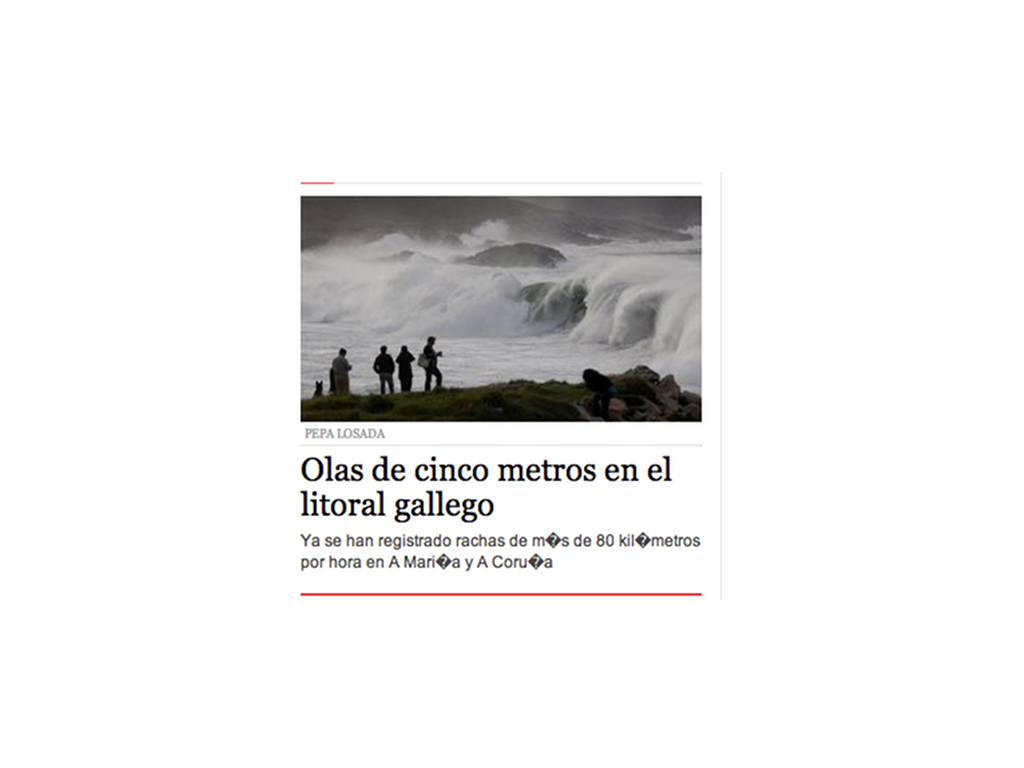 PEPA LOSADA
Olas de cinco metros en el
litoral gallego
Ya se han registrado rachas de m�s de 80 kil�metros
por hora en A Mari�a y A Coru�a